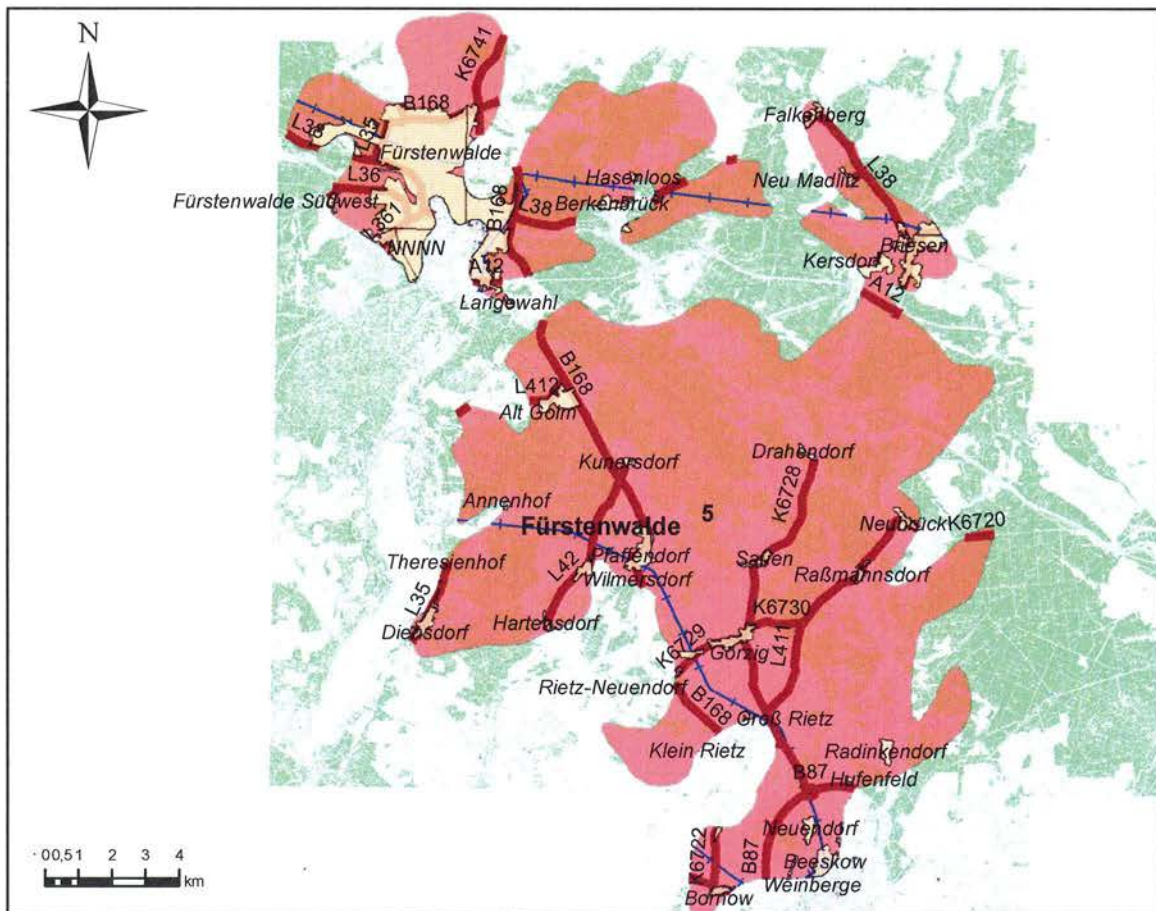 N
K6741
B168
L38
L35
Fürstenwalde
L36
Fürstenwalde Südwest
L361
NNNN
B168
A12
Langewahl
L38
Hasenloos
Berkenbrück
Falkenberg
L38
Neu Madlitz
Briesen
Kersdorf
A12
B168
L412
Alt Golm
Kunersdorf
Drahendorf
K6728
Annenhof
Fürstenwalde 5
Neubrück
K6720
Theresienhof
Pfaffendorf
Sauen
L42
Wilmersdorf
Raßmannsdorf
L35
Hartensdorf
K6730
Diensdorf
K6729
Görzig
L411
Rietz-Neuendorf
B168
Groß Rietz
Klein Rietz
Radinkendorf
B87
Hufenfeld
Neuendorf
K6722
B87
Beeskow
Weinberge
Bornow
0 0,5 1 2 3 4
km